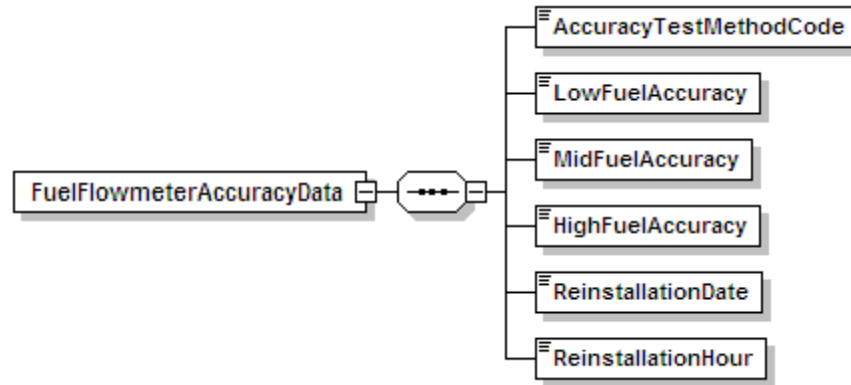 AccuracyTestMethodCode
LowFuelAccuracy
MidFuelAccuracy
FuelFlowmeterAccuracyData
HighFuelAccuracy
ReinstallationDate
ReinstallationHour